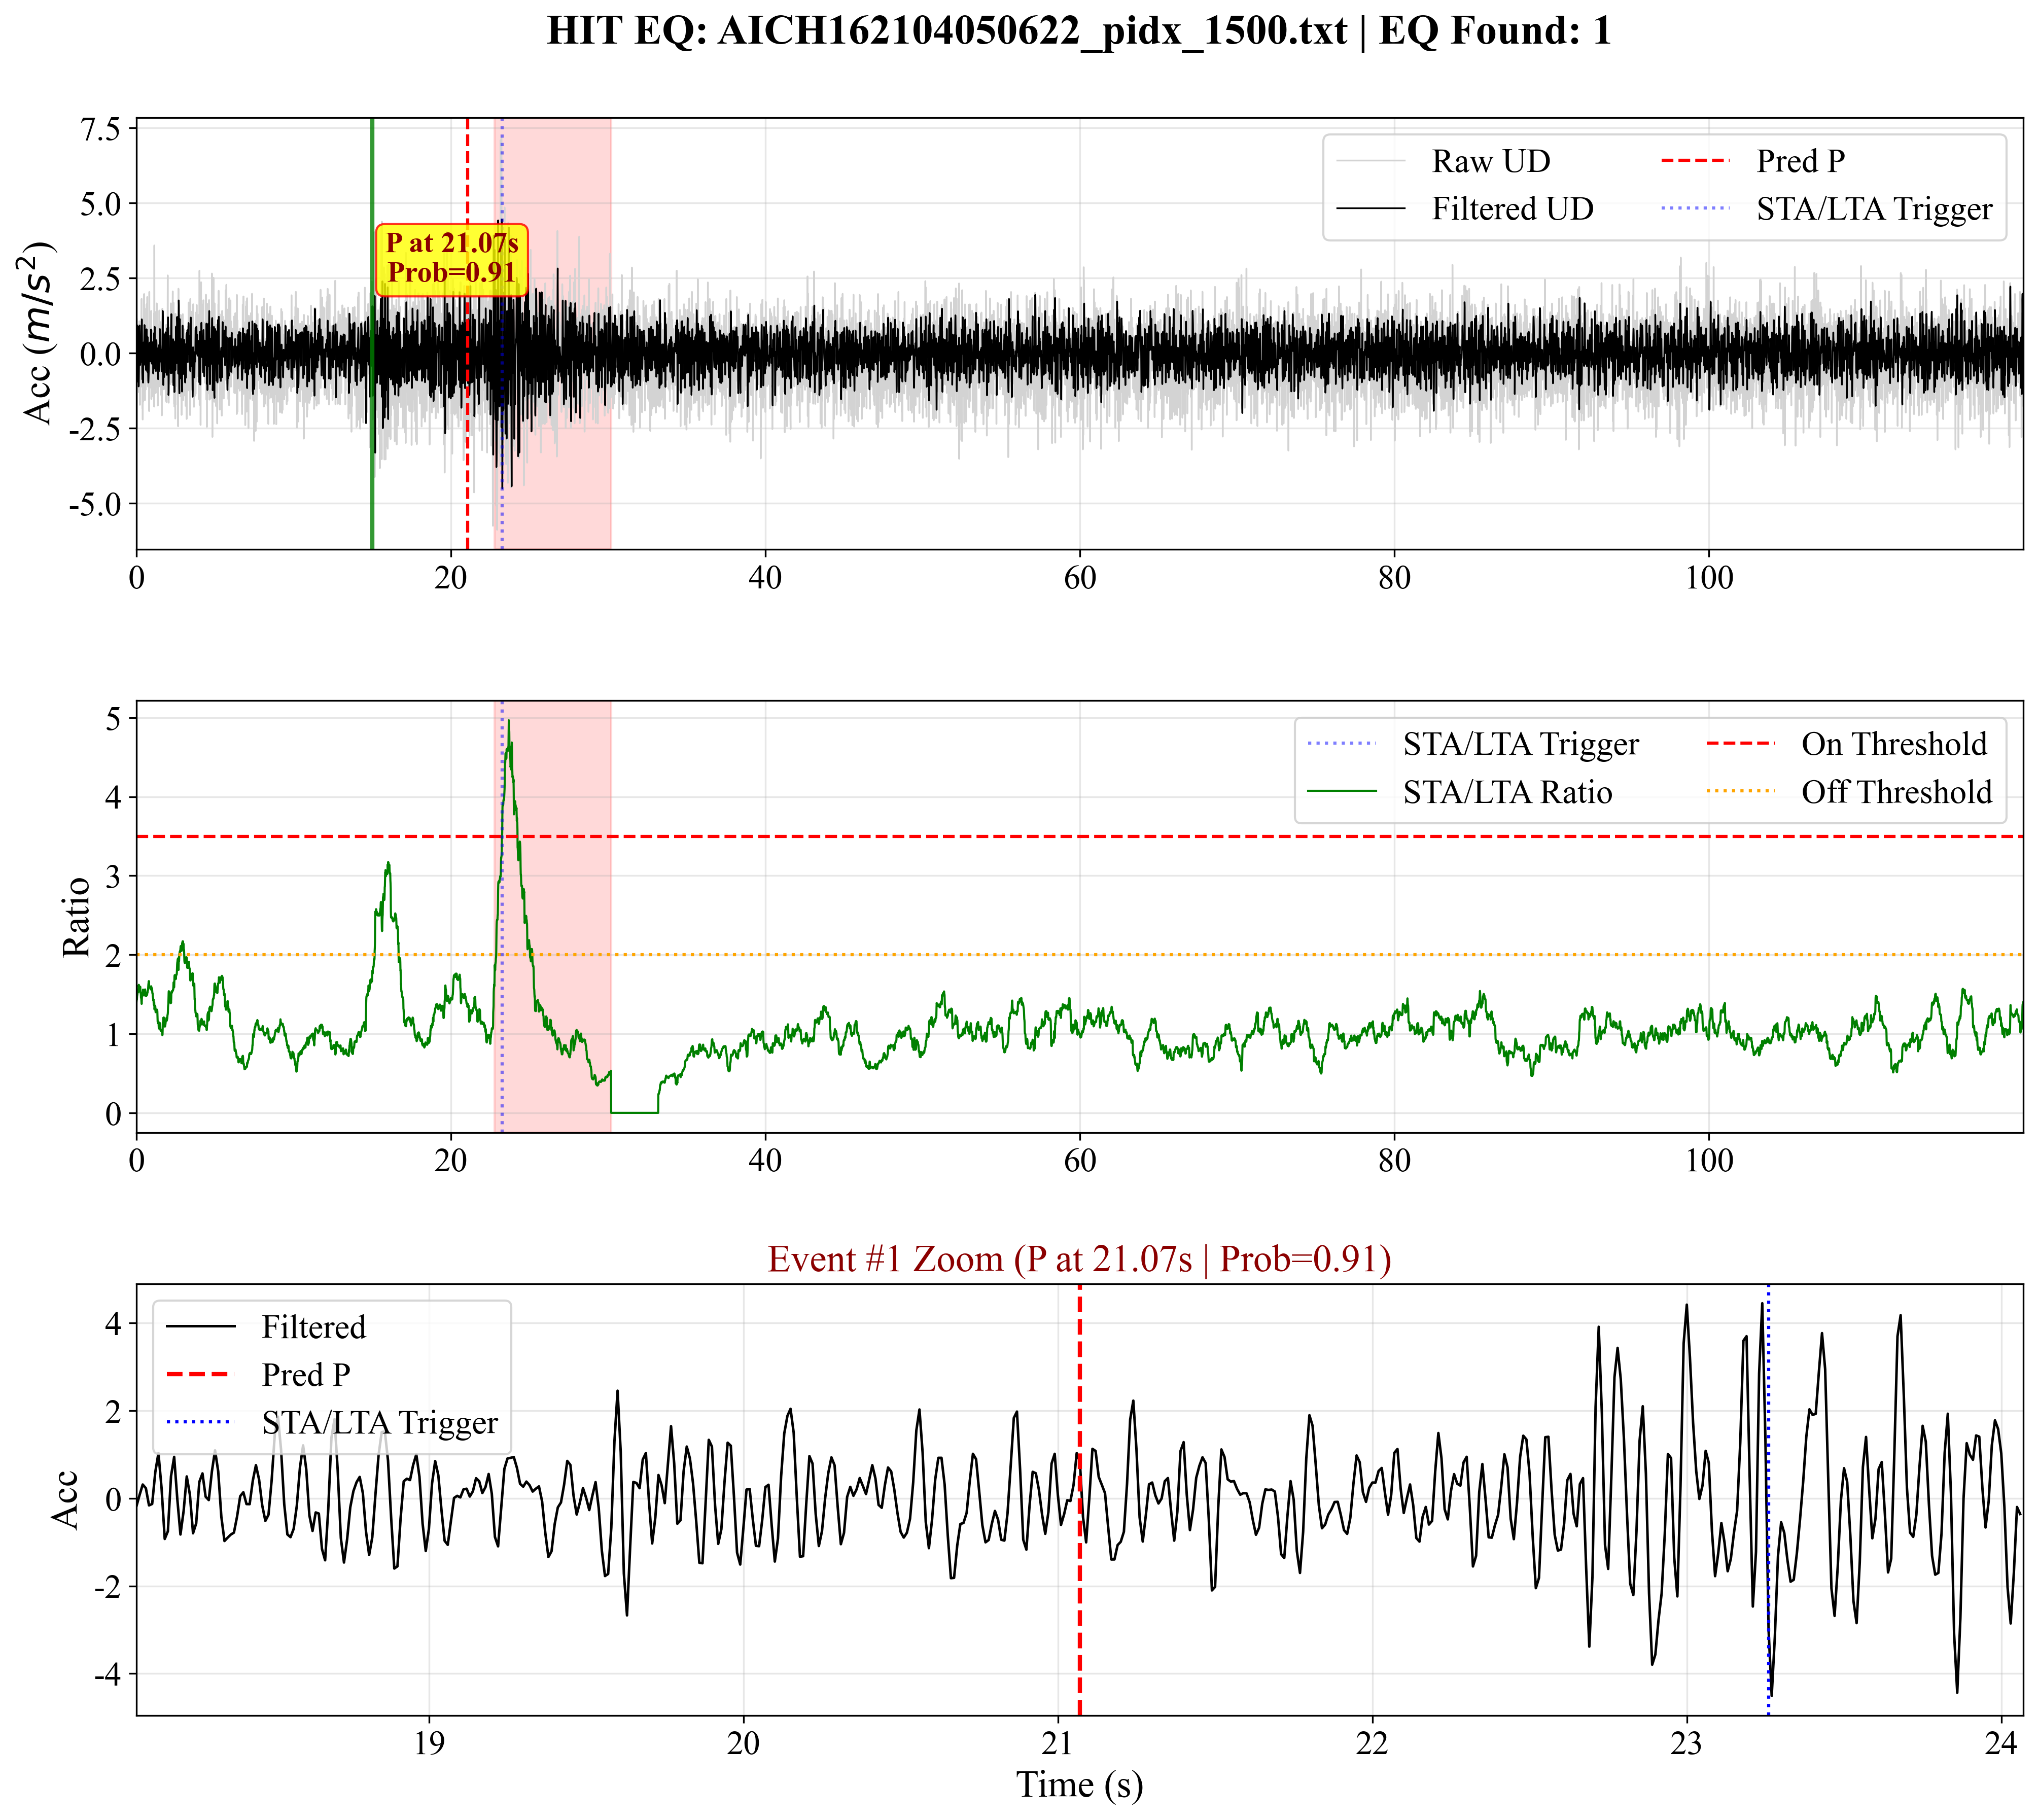 HIT EQ: AICH162104050622_pidx_1500.txt | EQ Found: 1
7.5
5.0
2.5
0.0
-2.5
-5.0
Acc (m/s²)
Raw UD
Filtered UD
Pred P
STA/LTA Trigger
P at 21.07s
Prob=0.91
0 20 40 60 80 100
5
4
3
2
1
0
Ratio
STA/LTA Trigger
STA/LTA Ratio
On Threshold
Off Threshold
0 20 40 60 80 100
Event #1 Zoom (P at 21.07s | Prob=0.91)
4
2
0
-2
-4
Acc
Filtered
Pred P
STA/LTA Trigger
19 20 21 22 23 24
Time (s)